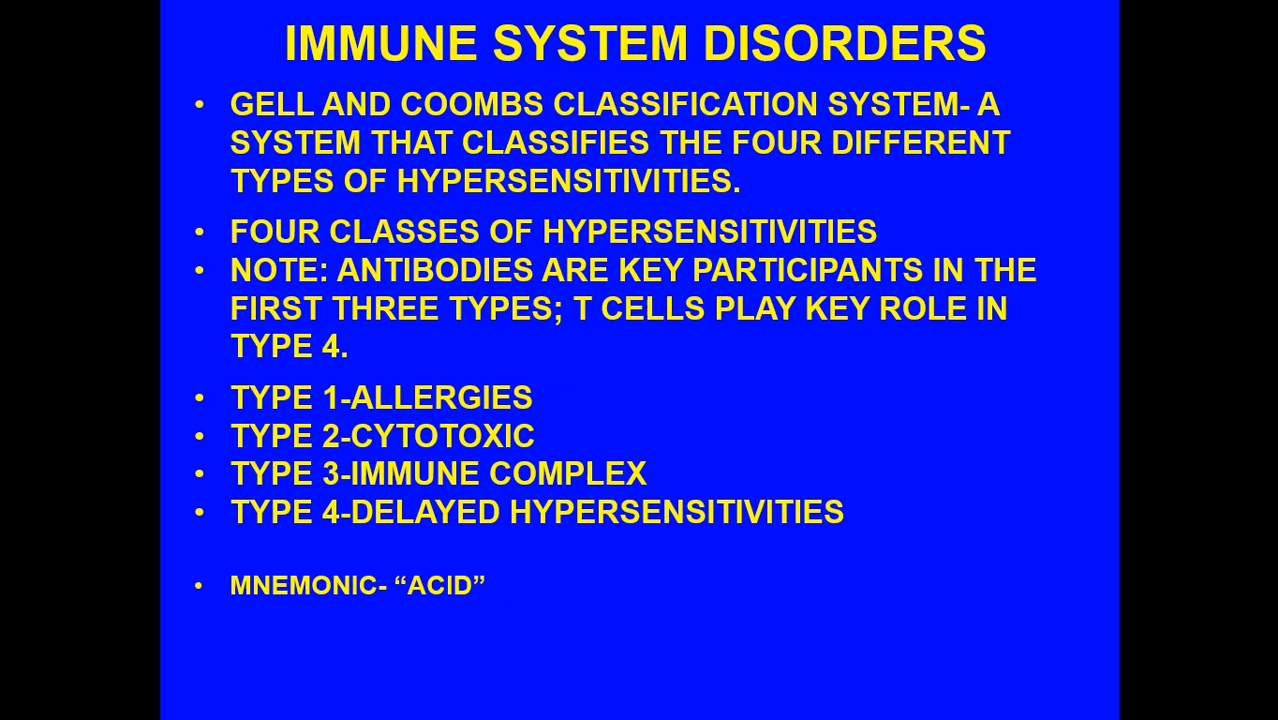 IMMUNE SYSTEM DISORDERS
• GELL AND COOMBS CLASSIFICATION SYSTEM- A
SYSTEM THAT CLASSIFIES THE FOUR DIFFERENT
TYPES OF HYPERSENSITIVITIES.
• FOUR CLASSES OF HYPERSENSITIVITIES
• NOTE: ANTIBODIES ARE KEY PARTICIPANTS IN THE
FIRST THREE TYPES; T CELLS PLAY KEY ROLE IN
TYPE 4.
• TYPE 1-ALLERGIES
• TYPE 2-CYTOTOXIC
• TYPE 3-IMMUNE COMPLEX
• TYPE 4-DELAYED HYPERSENSITIVITIES
• MNEMONIC- “ACID”